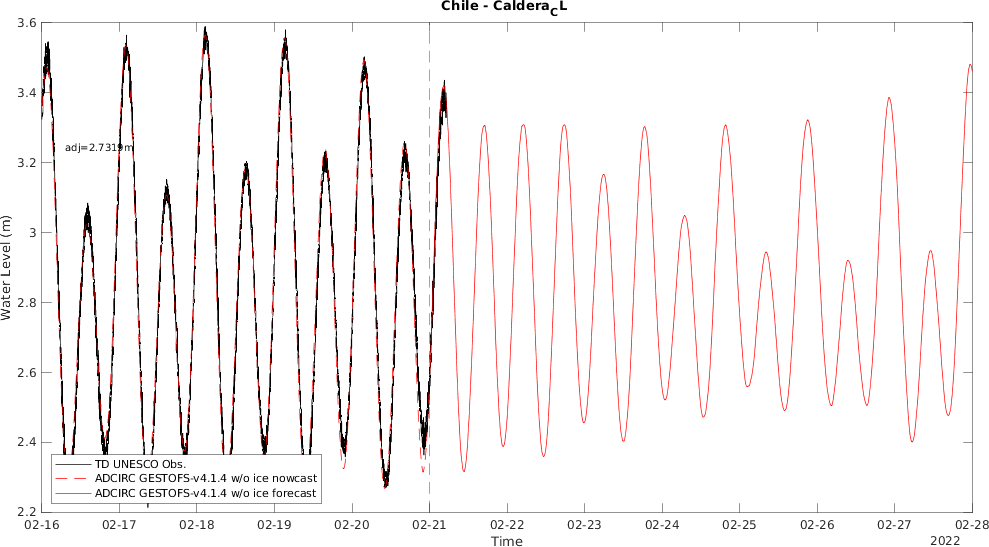 Chile - Caldera_CL
3.6
3.4
adj=2.7319m
3.2
3
Water Level (m)
2.8
2.6
2.4
TD UNESCO Obs.
ADCIRC GESTOFS-v4.1.4 w/o ice nowcast
ADCIRC GESTOFS-v4.1.4 w/o ice forecast
2.2
02-16 02-17 02-18 02-19 02-20 02-21 02-22 02-23 02-24 02-25 02-26 02-27 02-28
Time
2022